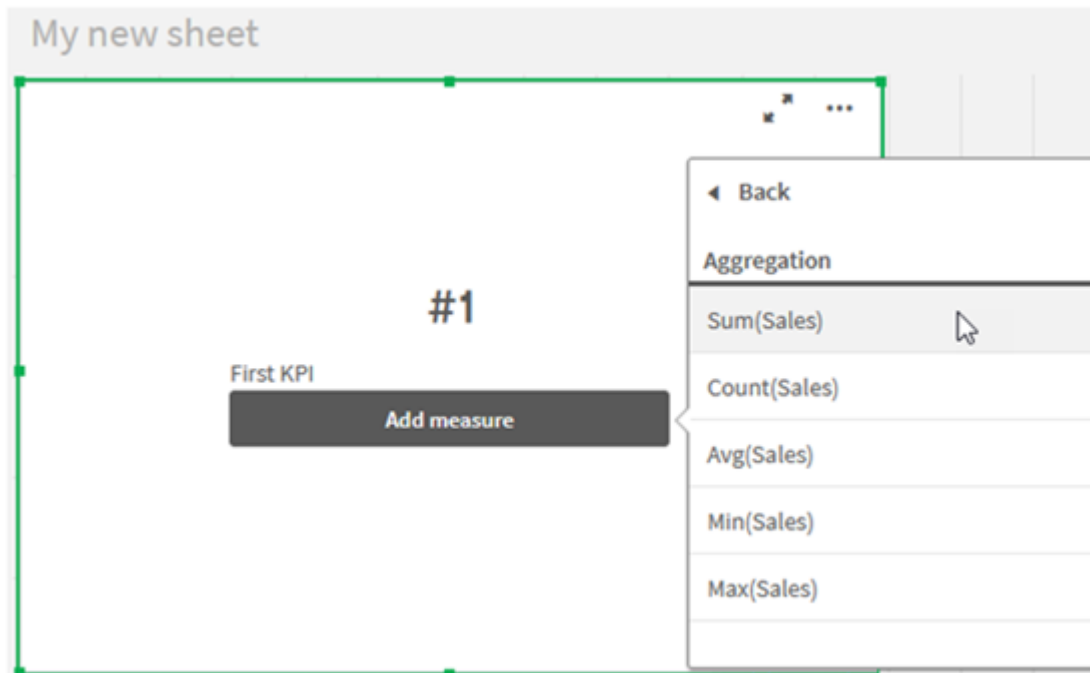 My new sheet
Back
Aggregation
#1
Sum(Sales)
First KPI
Count(Sales)
Add measure
Avg(Sales)
Min(Sales)
Max(Sales)